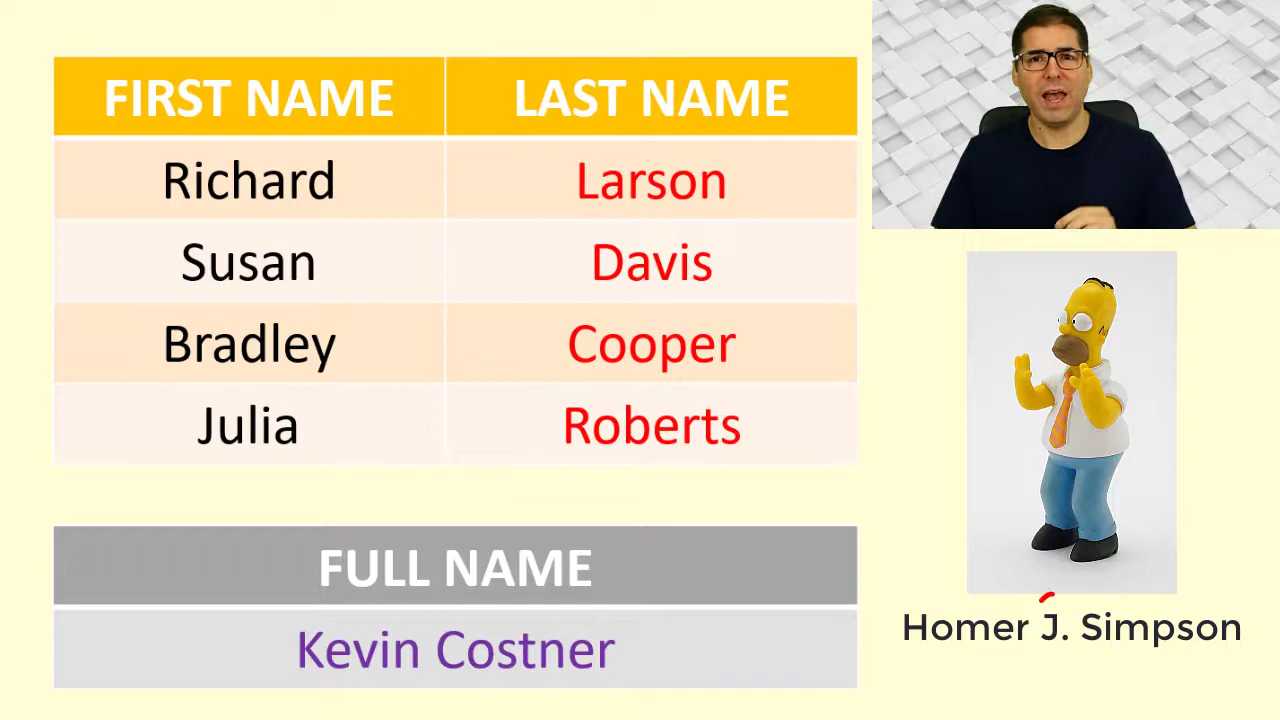 FIRST NAME LAST NAME
Richard Larson
Susan Davis
Bradley Cooper
Julia Roberts
FULL NAME
Kevin Costner
Homer J. Simpson